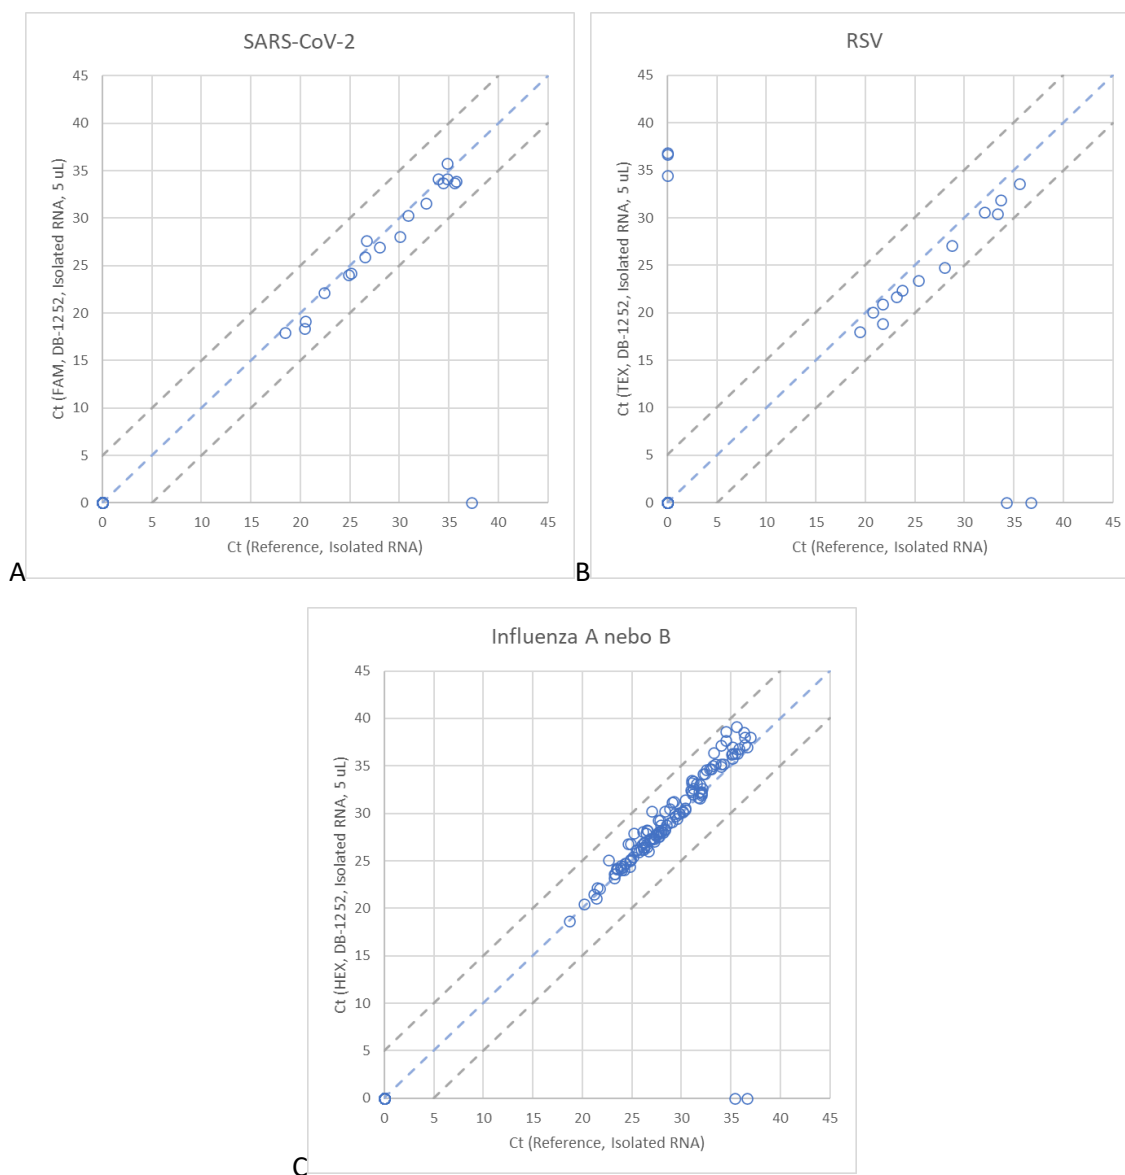 SARS-CoV-2
45
40
35
30
25
20
15
10
5
0
0 5 10 15 20 25 30 35 40 45
Ct (FAM, DB-1252, Isolated RNA, 5 uL)
Ct (Reference, Isolated RNA)
A
RSV
45
40
35
30
25
20
15
10
5
0
0 5 10 15 20 25 30 35 40 45
Ct (TEX, DB-1252, Isolated RNA, 5 uL)
Ct (Reference, Isolated RNA)
B
Influenza A nebo B
45
40
35
30
25
20
15
10
5
0
0 5 10 15 20 25 30 35 40 45
Ct (HEX, DB-1252, Isolated RNA, 5 uL)
Ct (Reference, Isolated RNA)
C